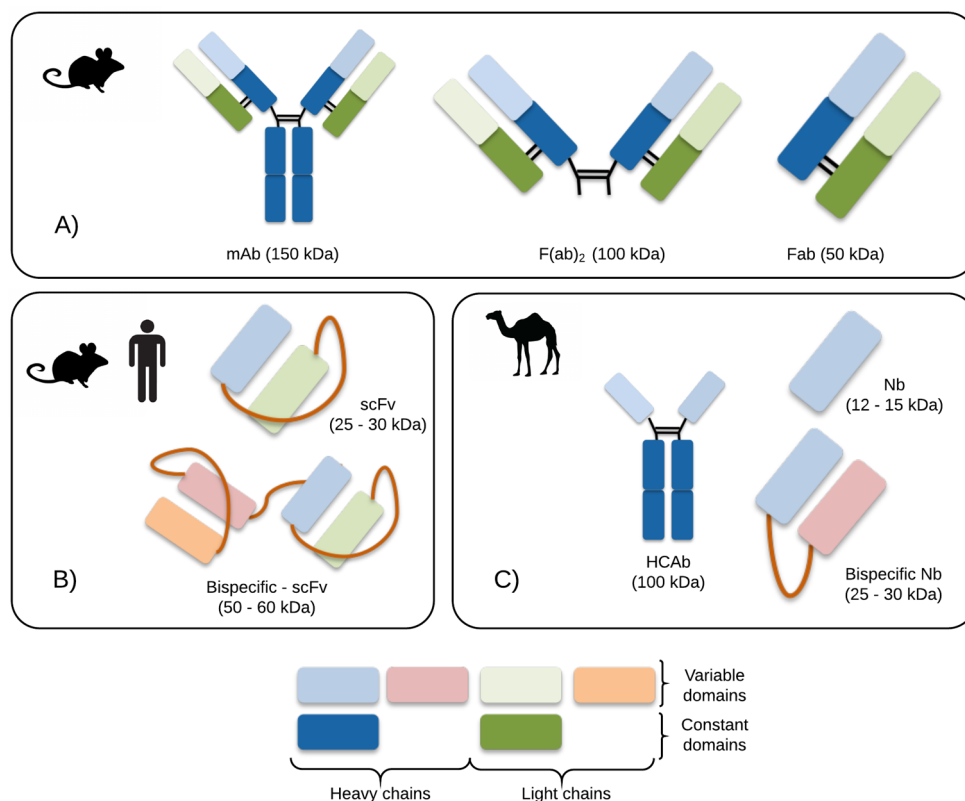 A)
mAb (150 kDa)
F(ab)₂ (100 kDa)
Fab (50 kDa)
scFv
(25 - 30 kDa)
B)
Bispecific - scFv
(50 - 60 kDa)
Nb
(12 - 15 kDa)
C)
HCAb
(100 kDa)
Bispecific Nb
(25 - 30 kDa)
Variable
domains
Constant
domains
Heavy chains
Light chains